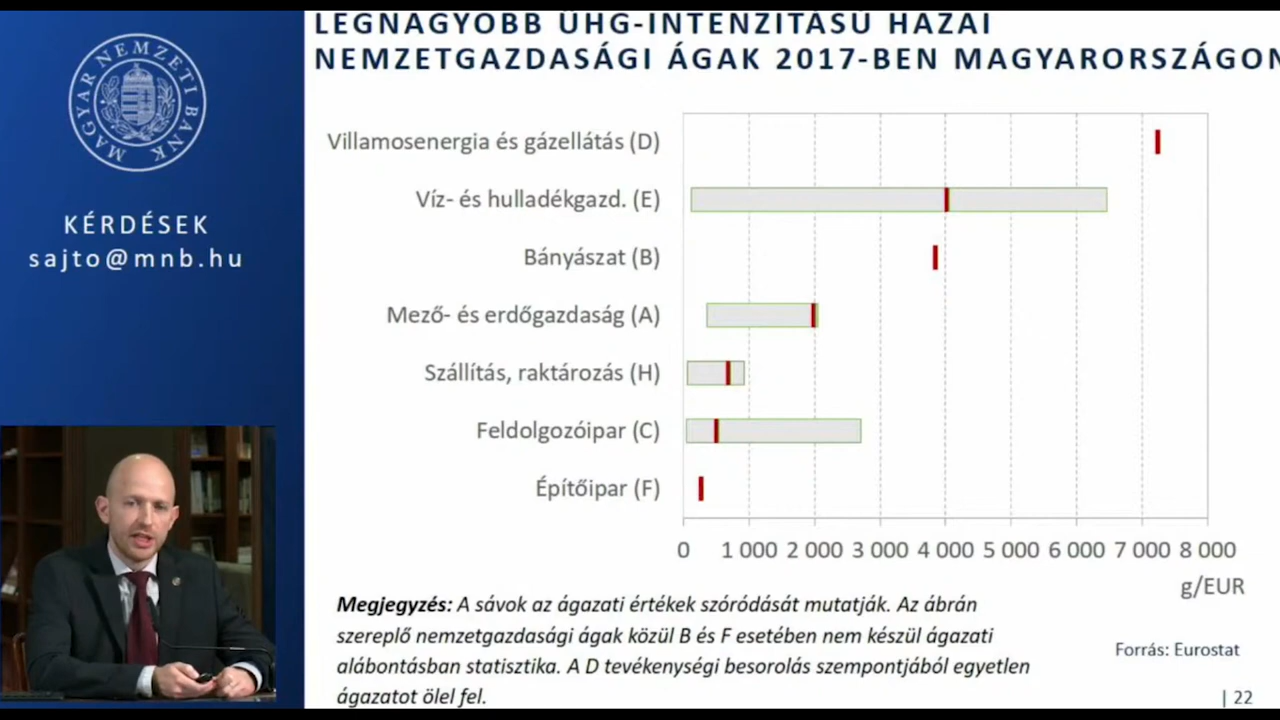 MAGYAR NEMZETI BANK
KÉRDÉSEK
sajto@mnb.hu
LEGNAGYOBB ÜHG-INTENZITÁSÚ HAZAI
NEMZETGAZDASÁGI ÁGAK 2017-BEN MAGYARORSZÁGON
Villamosenergia és gázellátás (D)
Víz- és hulladékgazd. (E)
Bányászat (B)
Mező- és erdőgazdaság (A)
Szállítás, raktározás (H)
Feldolgozóipar (C)
Építőipar (F)
0 1 000 2 000 3 000 4 000 5 000 6 000 7 000 8 000
g/EUR
Megjegyzés: A sávok az ágazati értékek szóródását mutatják. Az ábrán
szereplő nemzetgazdasági ágak közül B és F esetében nem készül ágazati
alábontásban statisztika. A D tevékenységi besorolás szempontjából egyetlen
ágazatot ölel fel.
Forrás: Eurostat
| 22